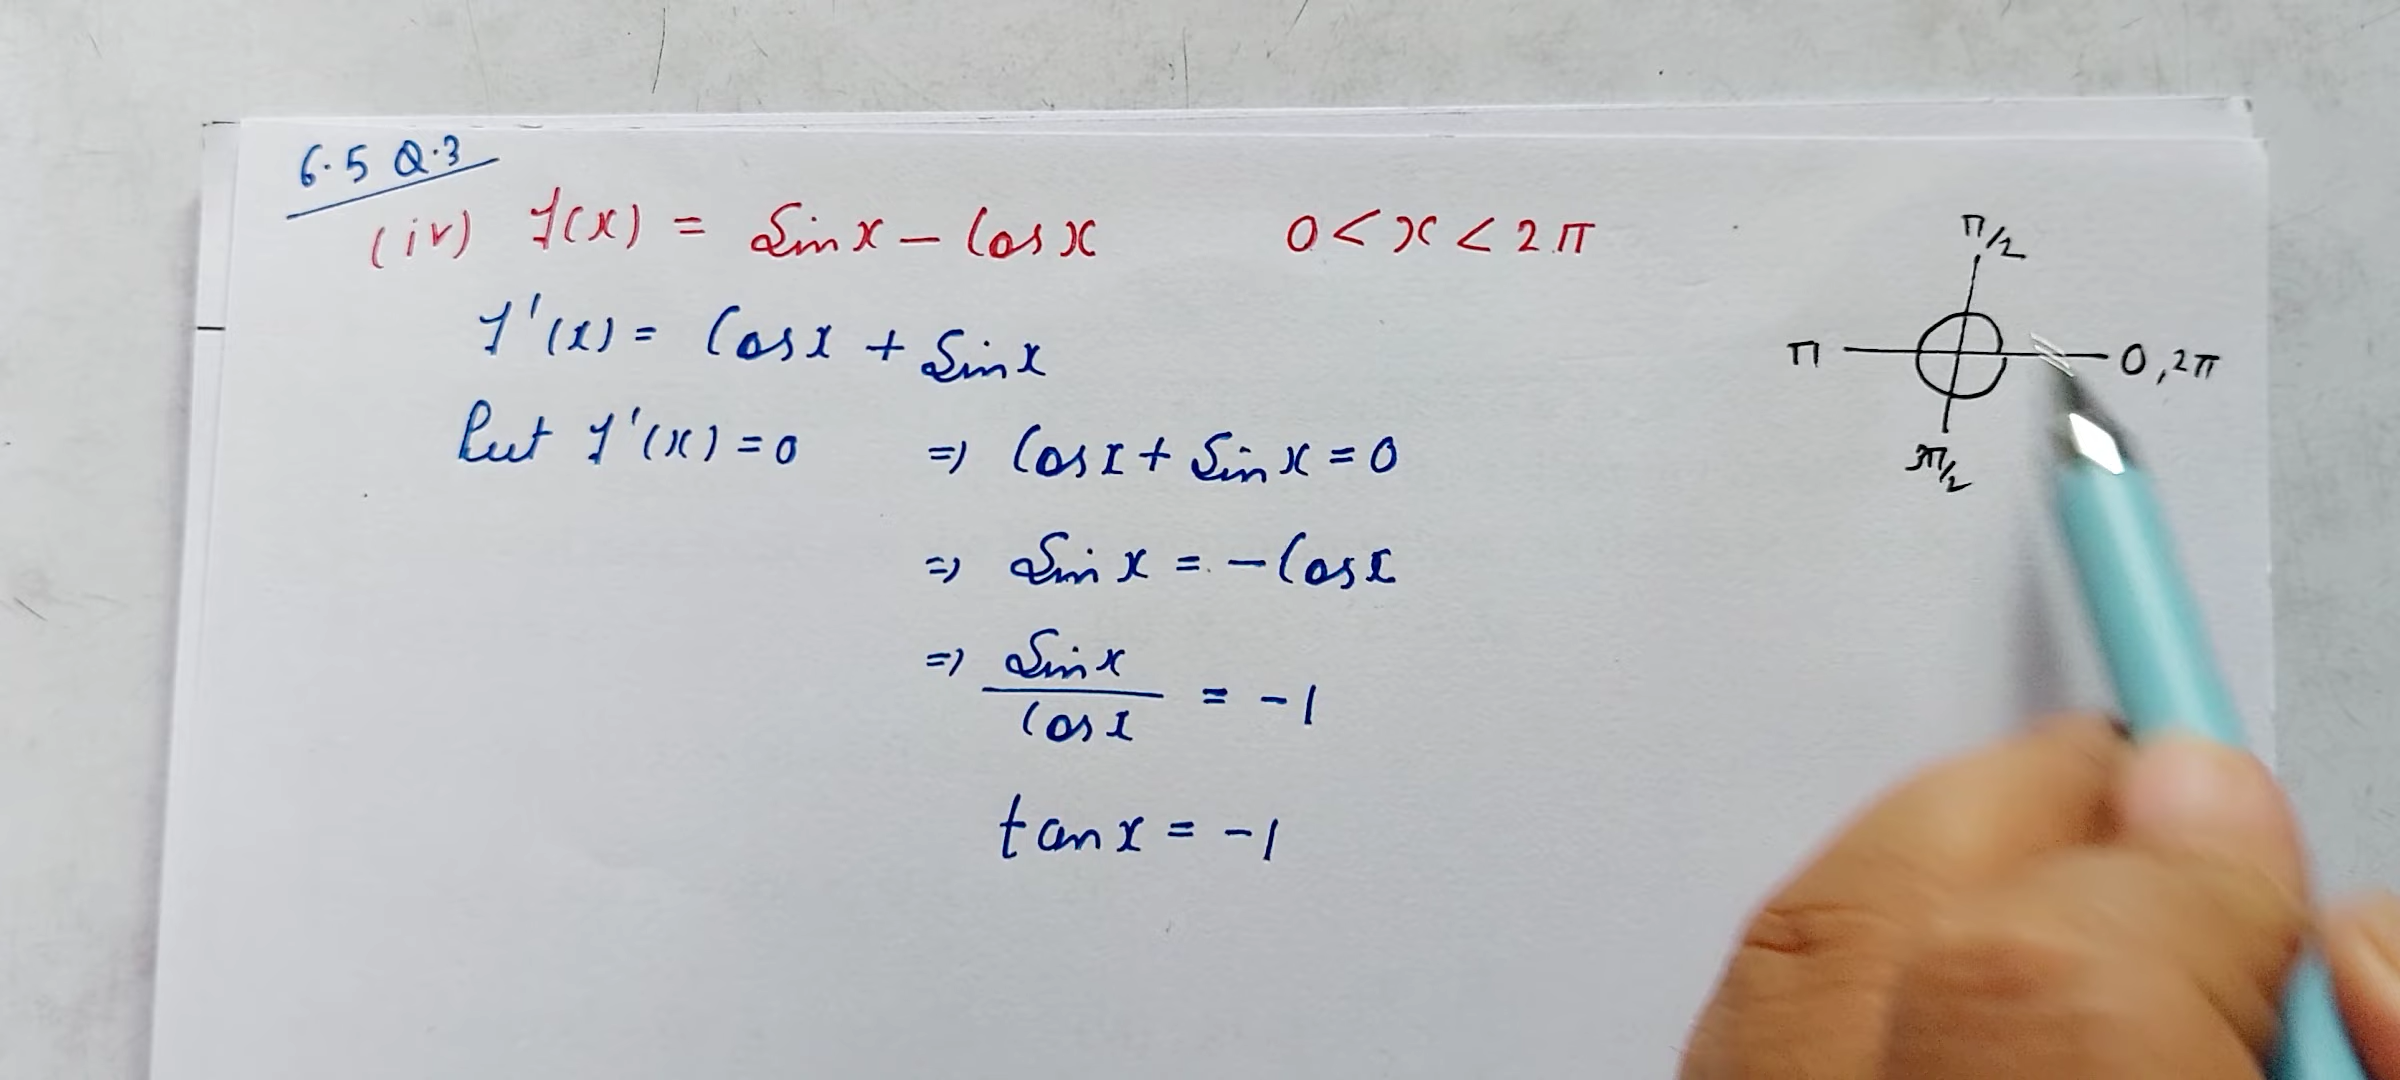 6.5 Q.3
(iv) f(x) = Sin x - Cos x 0 < x < 2π
f'(x) = Cos x + Sin x
Put f'(x) = 0 ⇒ Cos x + Sin x = 0
⇒ Sin x = - Cos x
⇒ Sin x / Cos x = -1
tan x = -1
π/2
π
0, 2π
3π/2